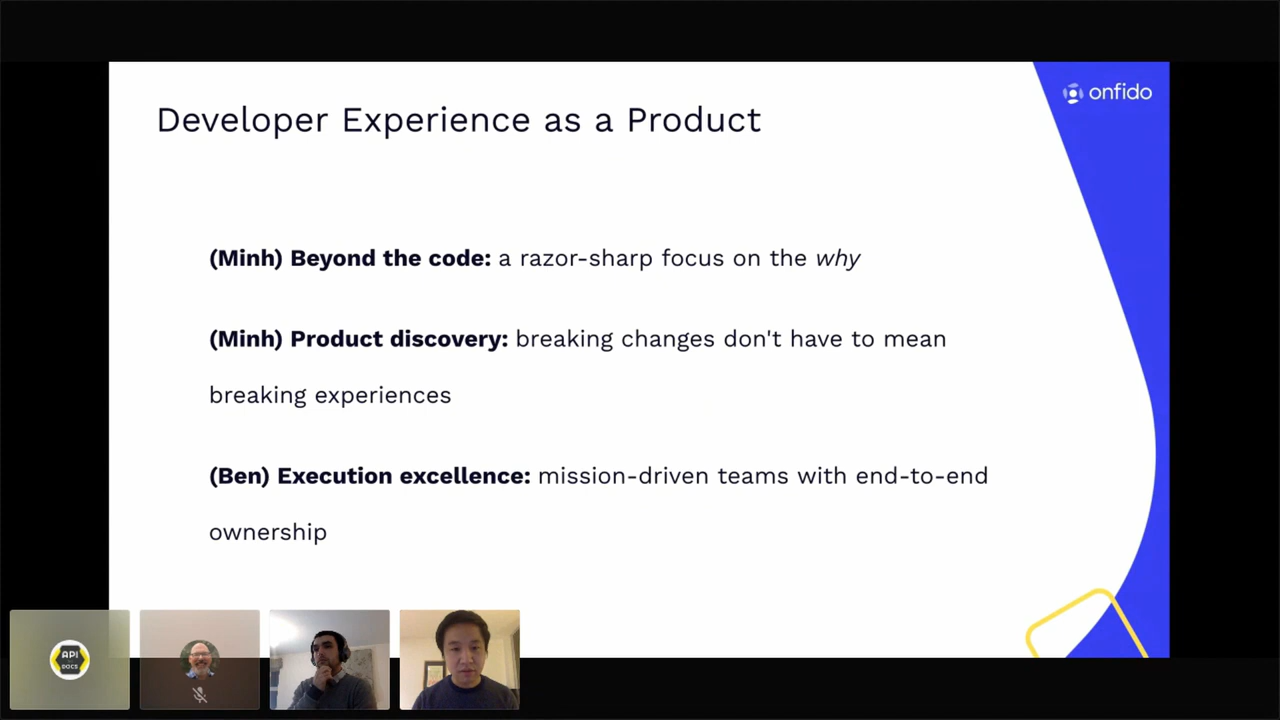 onfido
Developer Experience as a Product
(Minh) Beyond the code: a razor-sharp focus on the why
(Minh) Product discovery: breaking changes don't have to mean
breaking experiences
(Ben) Execution excellence: mission-driven teams with end-to-end
ownership
API
DOCS